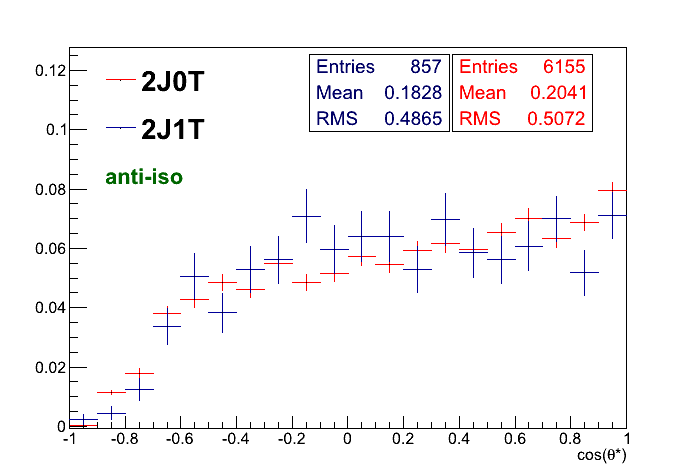 2J0T
2J1T
anti-iso
Entries 857
Mean 0.1828
RMS 0.4865
Entries 6155
Mean 0.2041
RMS 0.5072
0.12
0.1
0.08
0.06
0.04
0.02
0
-1 -0.8 -0.6 -0.4 -0.2 0 0.2 0.4 0.6 0.8 1
cos(θ*)